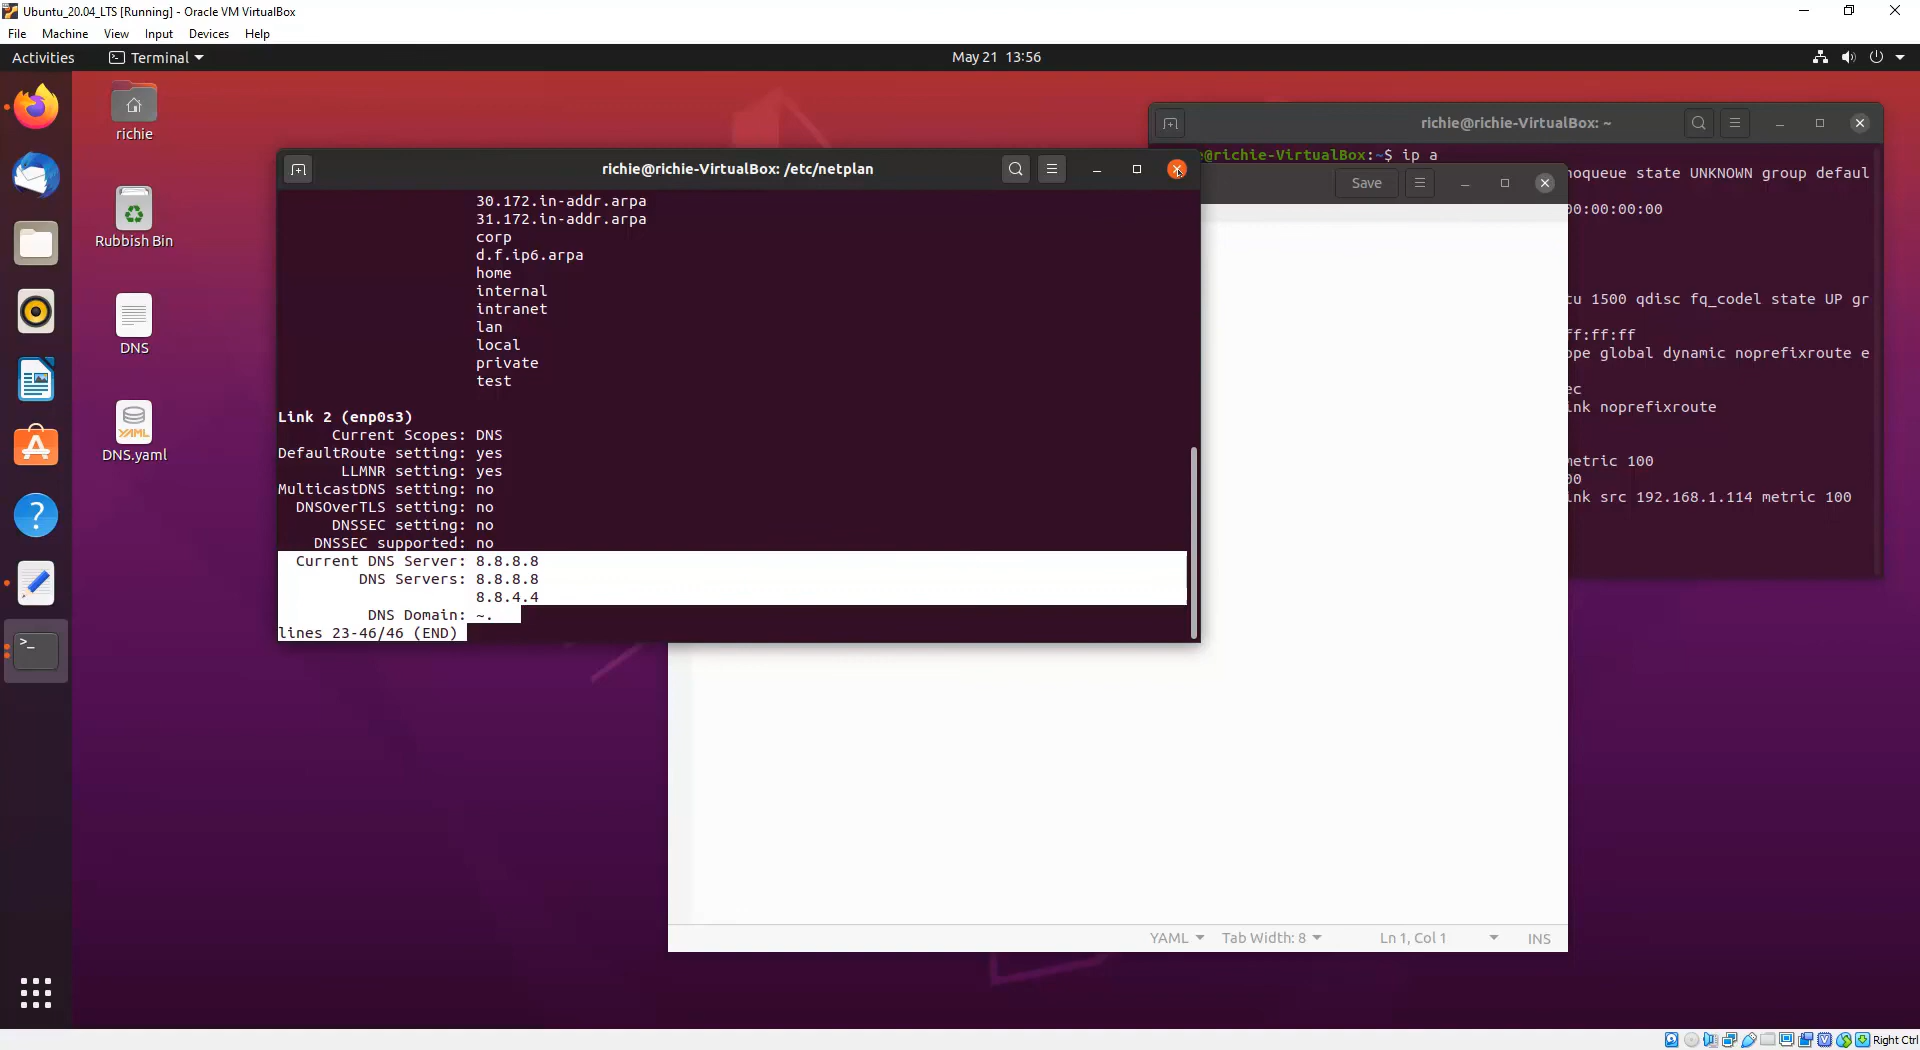 Ubuntu_20.04_LTS [Running] - Oracle VM VirtualBox
File Machine View Input Devices Help
Activities Terminal May 21 13:56
richie
Rubbish Bin
DNS
YAML
DNS.yaml
richie@richie-VirtualBox: /etc/netplan
30.172.in-addr.arpa
31.172.in-addr.arpa
corp
d.f.ip6.arpa
home
internal
intranet
lan
local
private
test
Link 2 (enp0s3)
Current Scopes: DNS
DefaultRoute setting: yes
LLMNR setting: yes
MulticastDNS setting: no
DNSOverTLS setting: no
DNSSEC setting: no
DNSSEC supported: no
Current DNS Server: 8.8.8.8
DNS Servers: 8.8.8.8
8.8.4.4
DNS Domain: ~.
lines 23-46/46 (END)
richie@richie-VirtualBox: ~
e@richie-VirtualBox:~$ ip a
noqueue state UNKNOWN group defaul
00:00:00:00
tu 1500 qdisc fq_codel state UP gr
ff:ff:ff
ope global dynamic noprefixroute e
ec
ink noprefixroute
metric 100
00
ink src 192.168.1.114 metric 100
Save
YAML Tab Width: 8 Ln 1, Col 1 INS
Right Ctrl